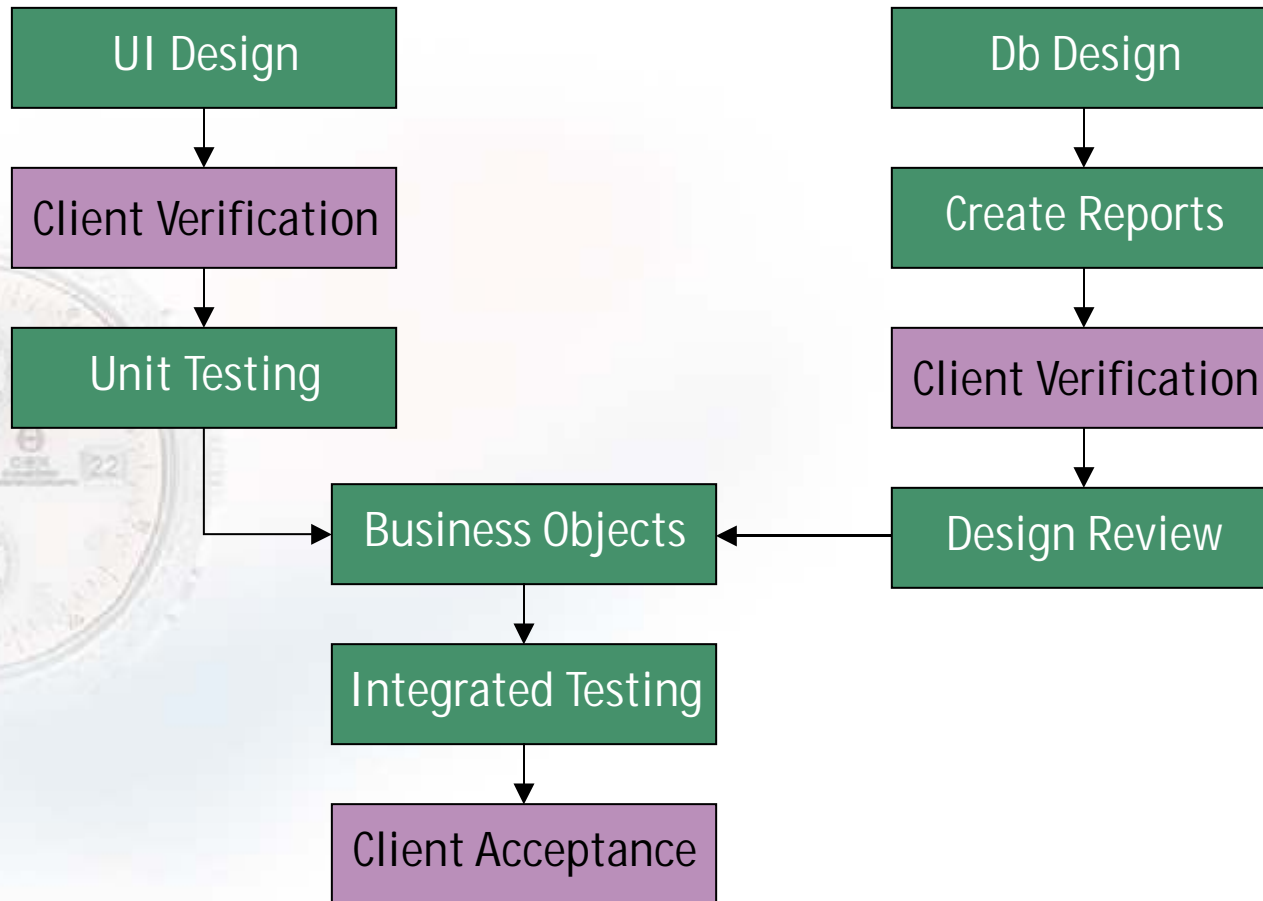 UI Design
Client Verification
Unit Testing
Db Design
Create Reports
Client Verification
Design Review
Business Objects
Integrated Testing
Client Acceptance
22